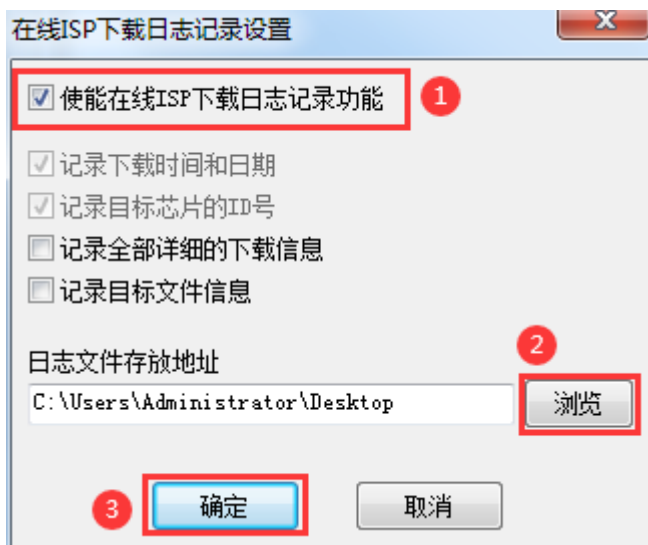 在线ISP下载日志记录设置
使能在线ISP下载日志记录功能 1
记录下载时间和日期
记录目标芯片的ID号
记录全部详细的下载信息
记录目标文件信息
2
日志文件存放地址
C:\Users\Administrator\Desktop 浏览
3 确定 取消